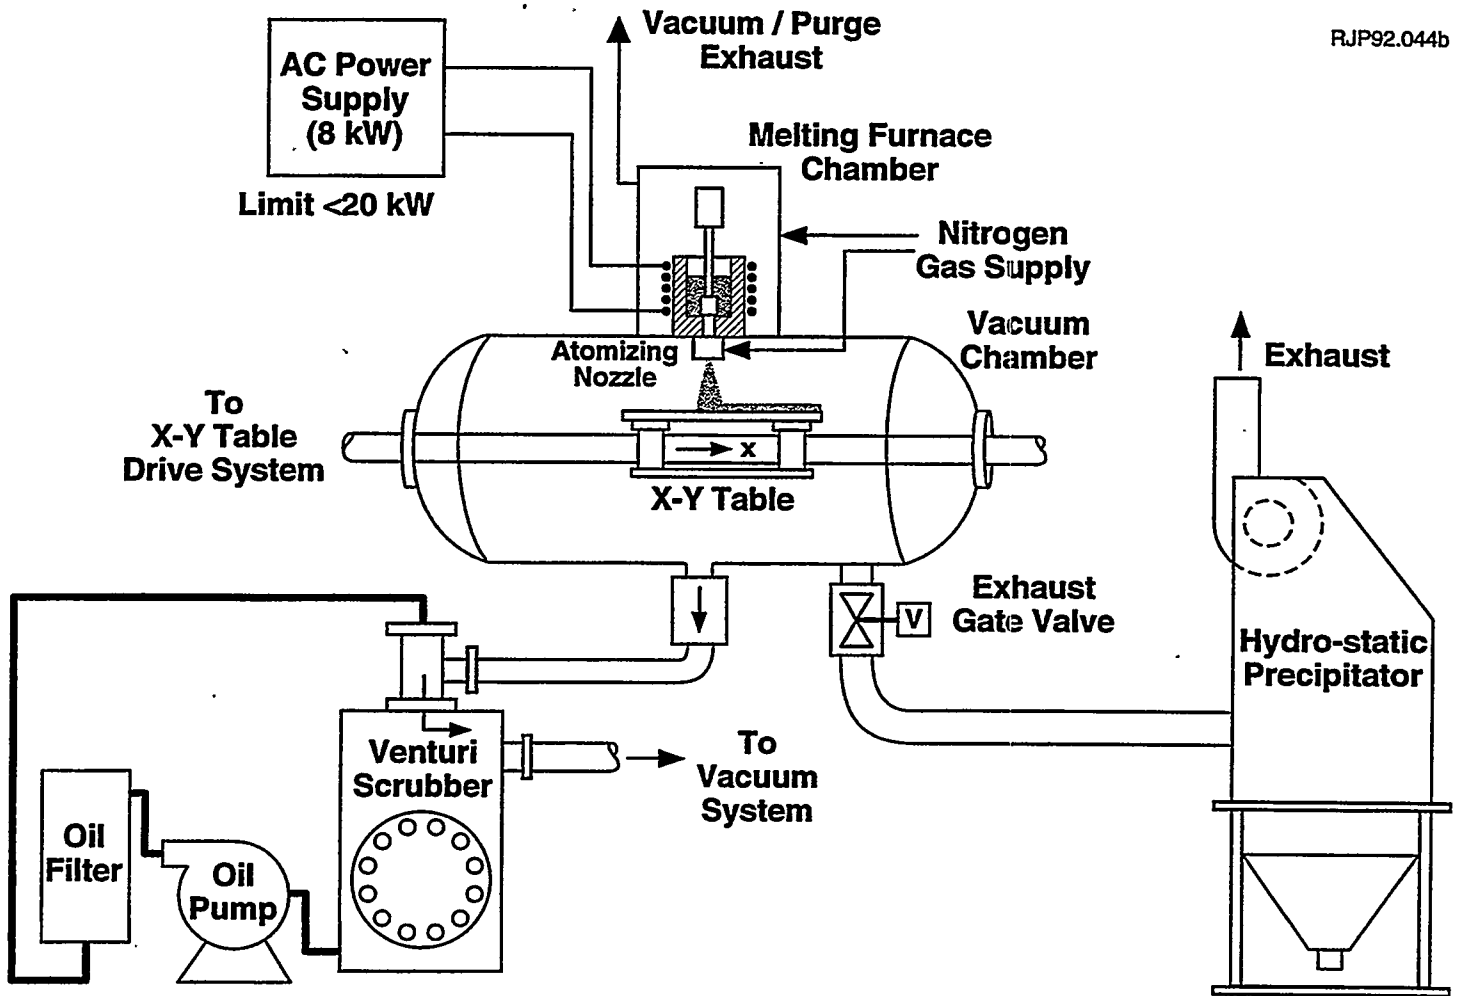 RJP92.044b
Vacuum / Purge
Exhaust
AC Power
Supply
(8 kW)
Limit <20 kW
Melting Furnace
Chamber
Nitrogen
Gas Supply
Vacuum
Chamber
Atomizing
Nozzle
Exhaust
To
X-Y Table
Drive System
x
X-Y Table
Exhaust
Gate Valve
V
Hydro-static
Precipitator
Venturi
Scrubber
To
Vacuum
System
Oil
Filter
Oil
Pump